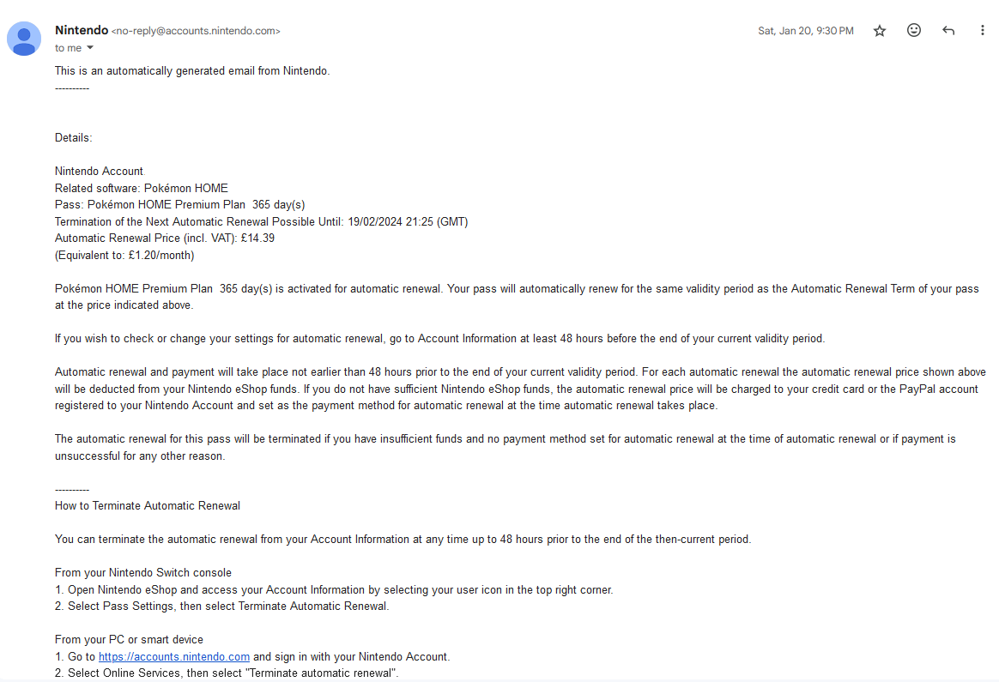 Nintendo <no-reply@accounts.nintendo.com>
Sat, Jan 20, 9:30 PM
to me
This is an automatically generated email from Nintendo.
----------
Details:
Nintendo Account
Related software: Pokémon HOME
Pass: Pokémon HOME Premium Plan  365 day(s)
Termination of the Next Automatic Renewal Possible Until: 19/02/2024 21:25 (GMT)
Automatic Renewal Price (incl. VAT): £14.39
(Equivalent to: £1.20/month)
Pokémon HOME Premium Plan  365 day(s) is activated for automatic renewal. Your pass will automatically renew for the same validity period as the Automatic Renewal Term of your pass
at the price indicated above.
If you wish to check or change your settings for automatic renewal, go to Account Information at least 48 hours before the end of your current validity period.
Automatic renewal and payment will take place not earlier than 48 hours prior to the end of your current validity period. For each automatic renewal the automatic renewal price shown above
will be deducted from your Nintendo eShop funds. If you do not have sufficient Nintendo eShop funds, the automatic renewal price will be charged to your credit card or the PayPal account
registered to your Nintendo Account and set as the payment method for automatic renewal at the time automatic renewal takes place.
The automatic renewal for this pass will be terminated if you have insufficient funds and no payment method set for automatic renewal at the time of automatic renewal or if payment is
unsuccessful for any other reason.
----------
How to Terminate Automatic Renewal
You can terminate the automatic renewal from your Account Information at any time up to 48 hours prior to the end of the then-current period.
From your Nintendo Switch console
1. Open Nintendo eShop and access your Account Information by selecting your user icon in the top right corner.
2. Select Pass Settings, then select Terminate Automatic Renewal.
From your PC or smart device
1. Go to https://accounts.nintendo.com and sign in with your Nintendo Account.
2. Select Online Services, then select "Terminate automatic renewal".